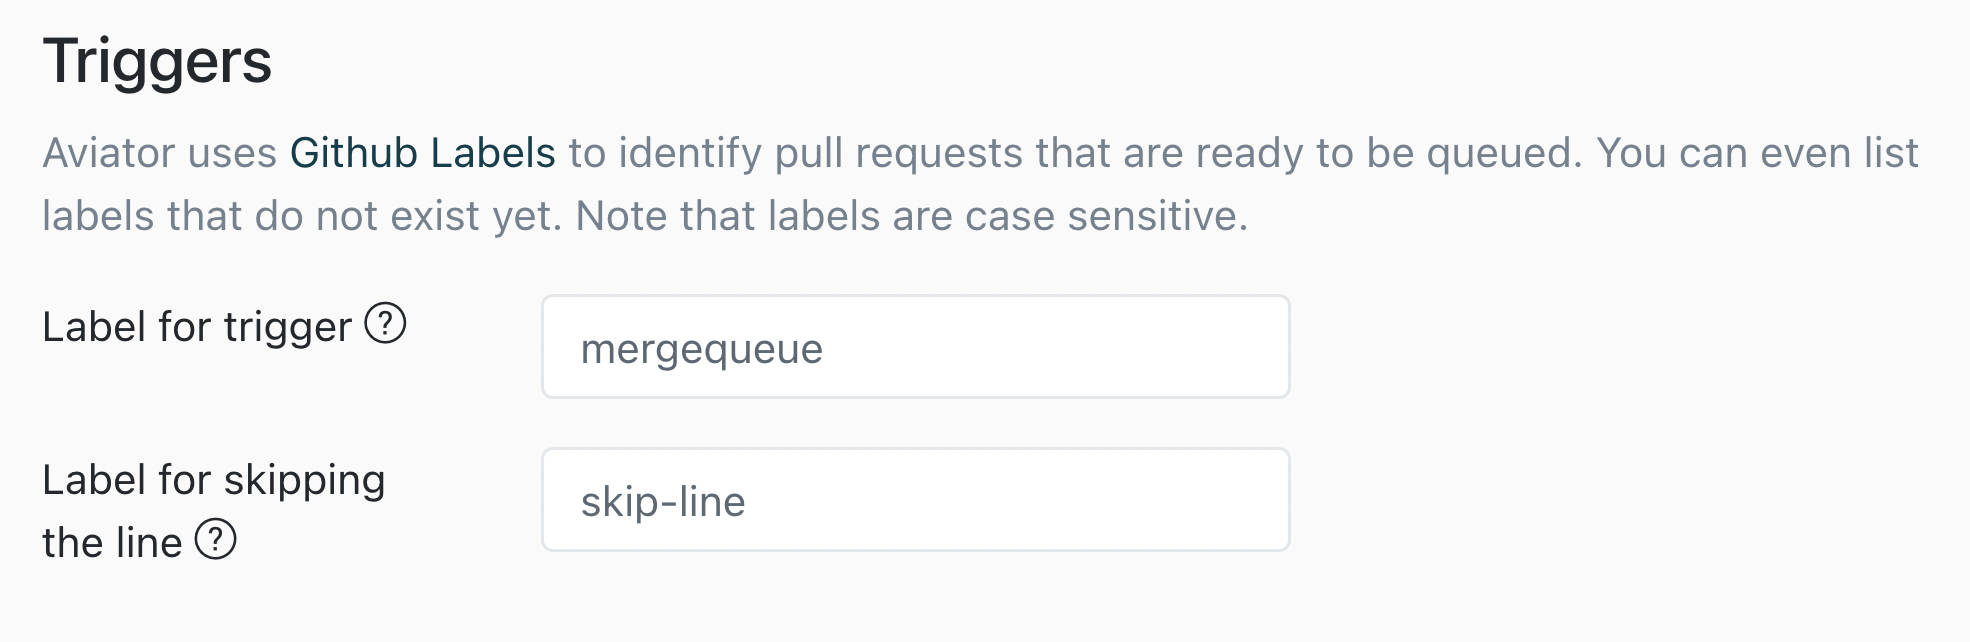 Triggers
Aviator uses Github Labels to identify pull requests that are ready to be queued. You can even list
labels that do not exist yet. Note that labels are case sensitive.
Label for trigger ?
mergequeue
Label for skipping
the line ?
skip-line